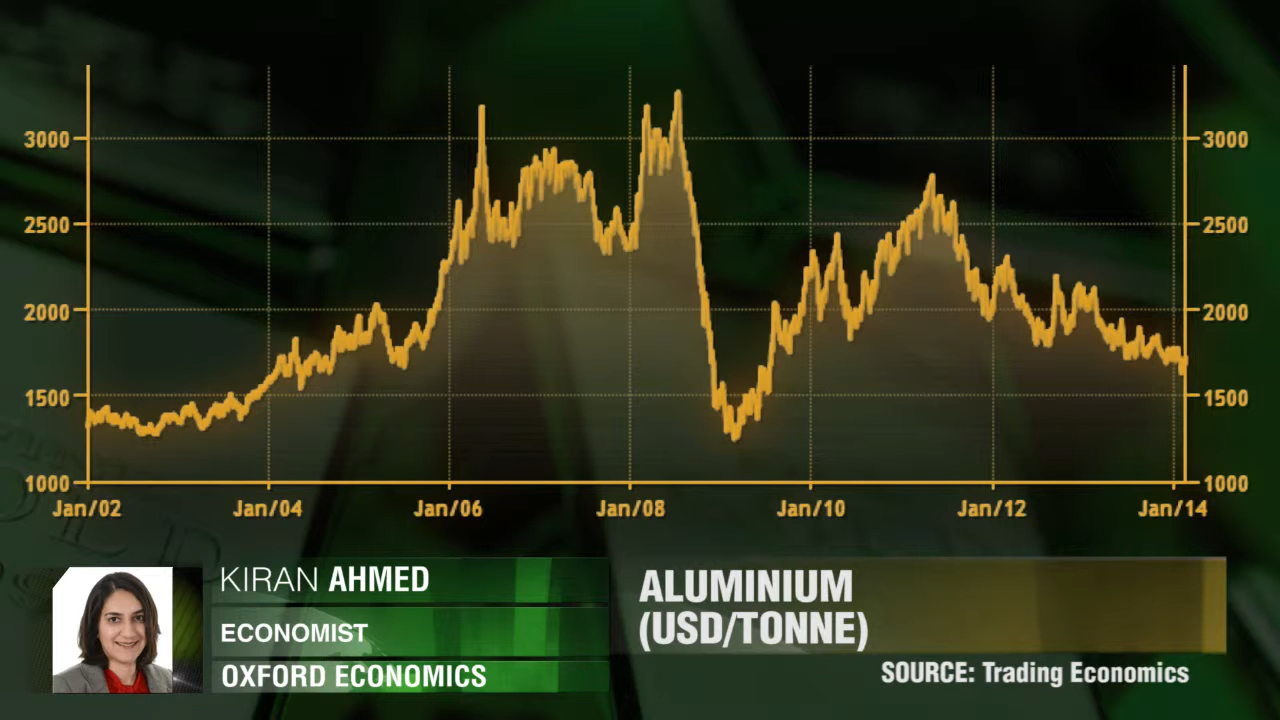 3000
3000
2500
2500
2000
2000
1500
1500
1000
1000
Jan/02
Jan/04
Jan/06
Jan/08
Jan/10
Jan/12
Jan/14
KIRAN AHMED
ECONOMIST
OXFORD ECONOMICS
ALUMINIUM
(USD/TONNE)
SOURCE: Trading Economics